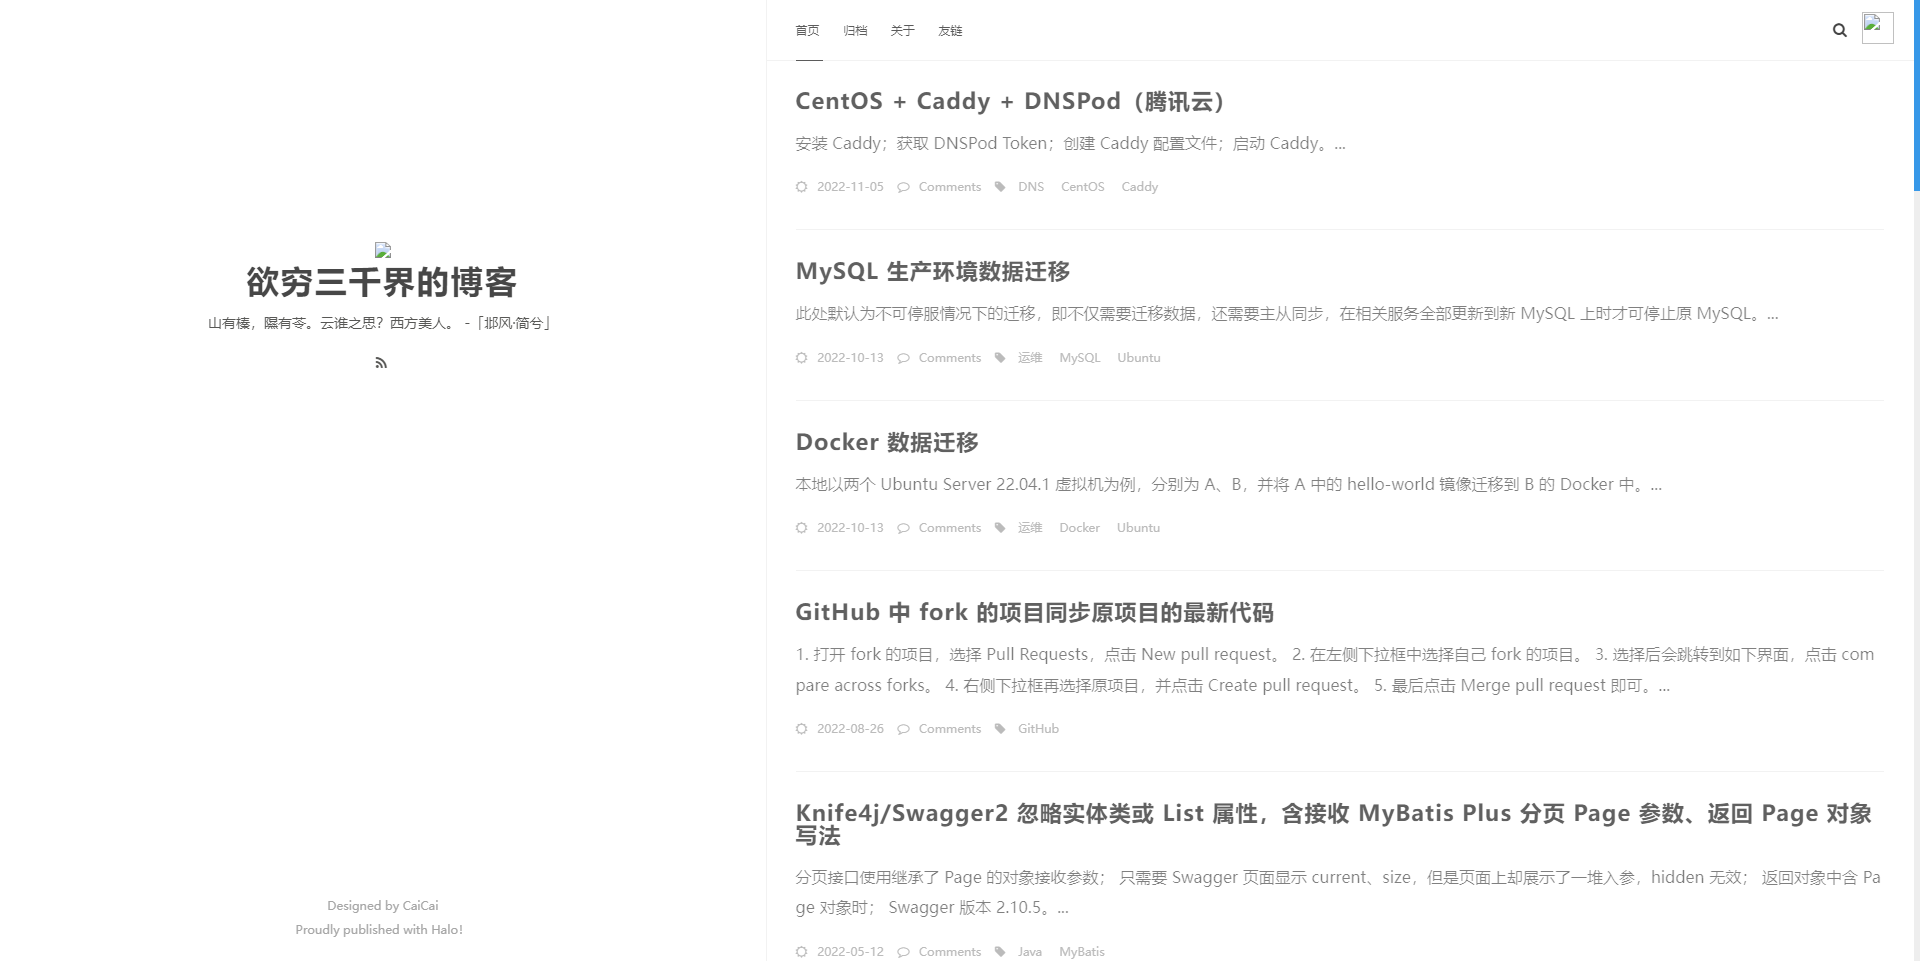 欲穷三千界的博客
山有榛，隰有苓。云谁之思？西方美人。 -「邶风·简兮」
Designed by CaiCai
Proudly published with Halo!
首页 归档 关于 友链
CentOS + Caddy + DNSPod（腾讯云）
安装 Caddy；获取 DNSPod Token；创建 Caddy 配置文件；启动 Caddy。...
2022-11-05 Comments DNS CentOS Caddy
MySQL 生产环境数据迁移
此处默认为不可停服情况下的迁移，即不仅需要迁移数据，还需要主从同步，在相关服务全部更新到新 MySQL 上时才可停止原 MySQL。...
2022-10-13 Comments 运维 MySQL Ubuntu
Docker 数据迁移
本地以两个 Ubuntu Server 22.04.1 虚拟机为例，分别为 A、B，并将 A 中的 hello-world 镜像迁移到 B 的 Docker 中。...
2022-10-13 Comments 运维 Docker Ubuntu
GitHub 中 fork 的项目同步原项目的最新代码
1. 打开 fork 的项目，选择 Pull Requests，点击 New pull request。 2. 在左侧下拉框中选择自己 fork 的项目。 3. 选择后会跳转到如下界面，点击 com
pare across forks。 4. 右侧下拉框再选择原项目，并点击 Create pull request。 5. 最后点击 Merge pull request 即可。...
2022-08-26 Comments GitHub
Knife4j/Swagger2 忽略实体类或 List 属性，含接收 MyBatis Plus 分页 Page 参数、返回 Page 对象
写法
分页接口使用继承了 Page 的对象接收参数； 只需要 Swagger 页面显示 current、size，但是页面上却展示了一堆入参，hidden 无效； 返回对象中含 Pa
ge 对象时； Swagger 版本 2.10.5。...
2022-05-12 Comments Java MyBatis